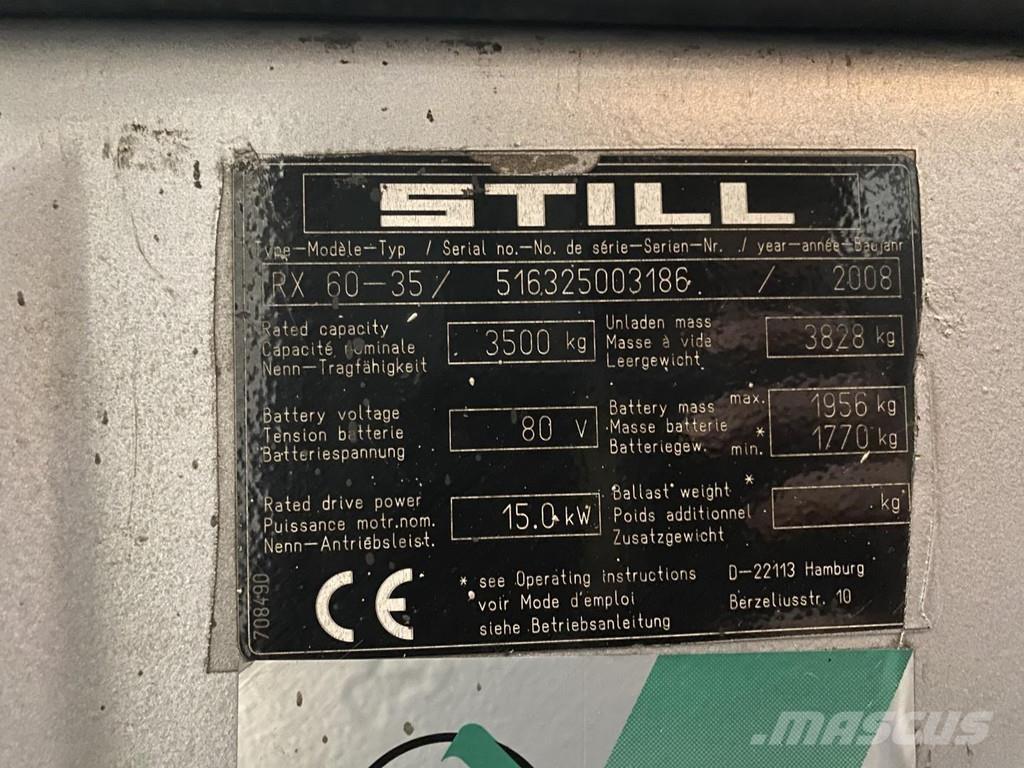 STILL
Type–Modèle–Typ / Serial no.–No. de série–Serien–Nr. / year–année–Baujahr
RX 60–35 / 516325003186 / 2008
Rated capacity
Capacité nominale
Nenn–Tragfähigkeit
3500 kg
Unladen mass
Masse à vide
Leergewicht
3828 kg
Battery voltage
Tension batterie
Batteriespannung
80 V
Battery mass max.
Masse batterie *
Batteriegew. min.
1956 kg
1770 kg
Rated drive power
Puissance motr.nom.
Nenn–Antriebsleist.
15.0 kW
Ballast weight *
Poids additionnel
Zusatzgewicht
kg
CE
* see Operating instructions
voir Mode d'emploi
siehe Betriebsanleitung
D–22113 Hamburg
Berzeliusstr. 10
708490
MASCUS